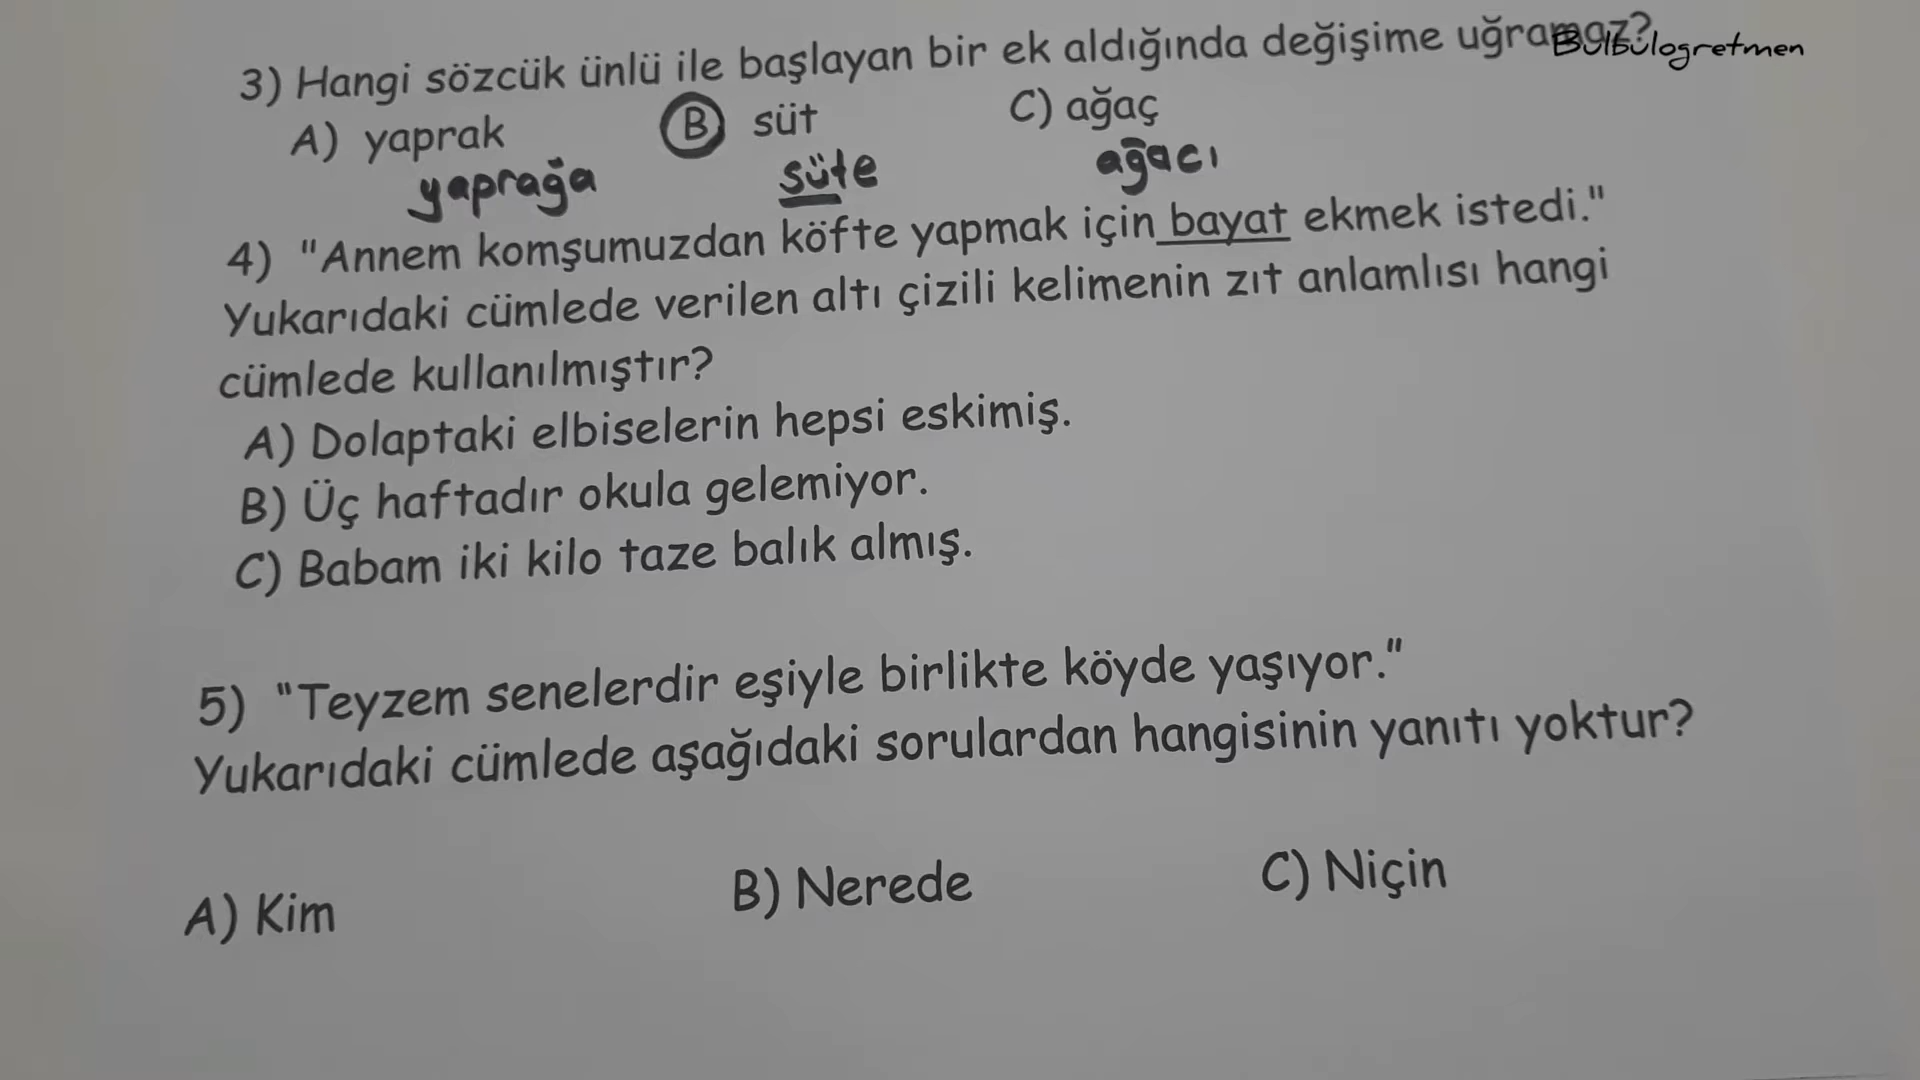 3) Hangi sözcük ünlü ile başlayan bir ek aldığında değişime uğramaz?
Bulbulogretmen
A) yaprak B) süt C) ağaç
yaprağa süte ağacı
4) "Annem komşumuzdan köfte yapmak için bayat ekmek istedi."
Yukarıdaki cümlede verilen altı çizili kelimenin zıt anlamlısı hangi
cümlede kullanılmıştır?
A) Dolaptaki elbiselerin hepsi eskimiş.
B) Üç haftadır okula gelemiyor.
C) Babam iki kilo taze balık almış.
5) "Teyzem senelerdir eşiyle birlikte köyde yaşıyor."
Yukarıdaki cümlede aşağıdaki sorulardan hangisinin yanıtı yoktur?
A) Kim B) Nerede C) Niçin